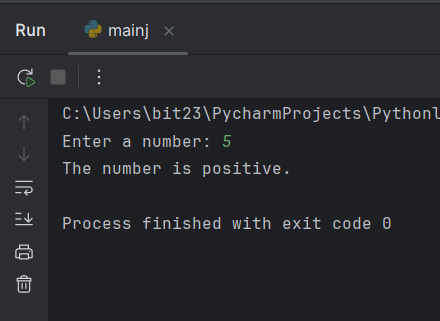 Run mainj
C:\Users\bit23\PycharmProjects\Pythonl
Enter a number: 5
The number is positive.
Process finished with exit code 0